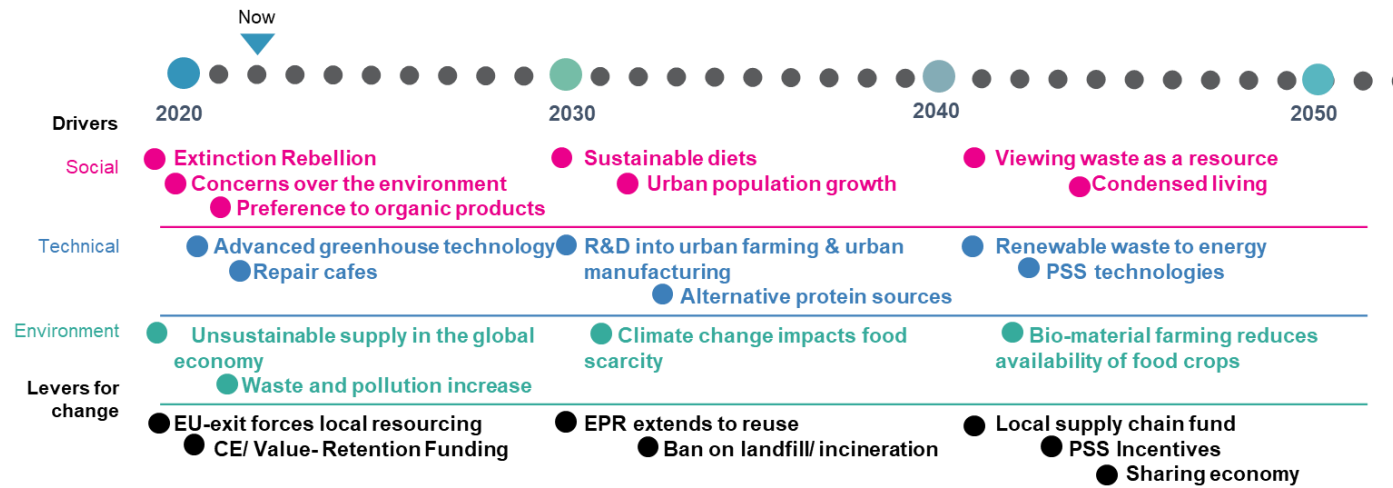 Now
2020
2030
2040
2050
Drivers
Social
Extinction Rebellion
Concerns over the environment
Preference to organic products
Sustainable diets
Urban population growth
Viewing waste as a resource
Condensed living
Technical
Advanced greenhouse technology
Repair cafes
R&D into urban farming & urban
manufacturing
Alternative protein sources
Renewable waste to energy
PSS technologies
Environment
Unsustainable supply in the global
economy
Waste and pollution increase
Climate change impacts food
scarcity
Bio-material farming reduces
availability of food crops
Levers for
change
EU-exit forces local resourcing
CE/ Value- Retention Funding
EPR extends to reuse
Ban on landfill/ incineration
Local supply chain fund
PSS Incentives
Sharing economy